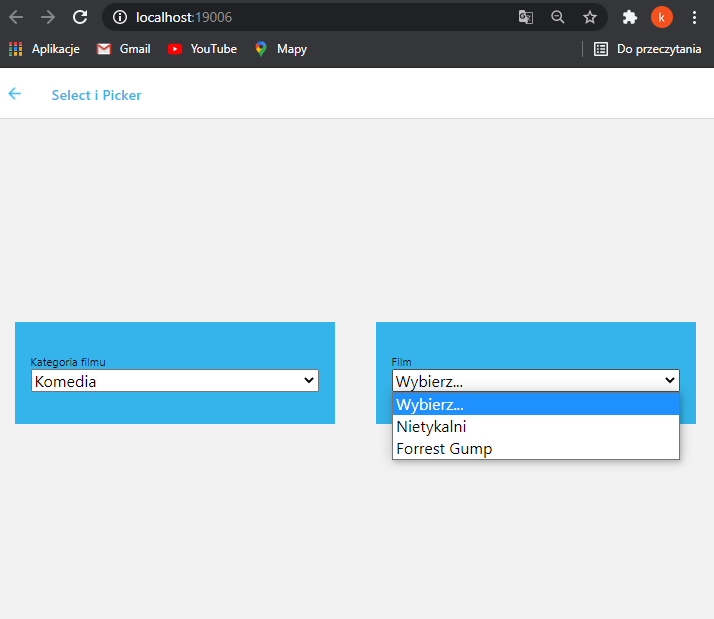 localhost:19006
k
Aplikacje Gmail YouTube Mapy Do przeczytania
Select i Picker
Kategoria filmu
Komedia
Film
Wybierz...
Wybierz...
Nietykalni
Forrest Gump